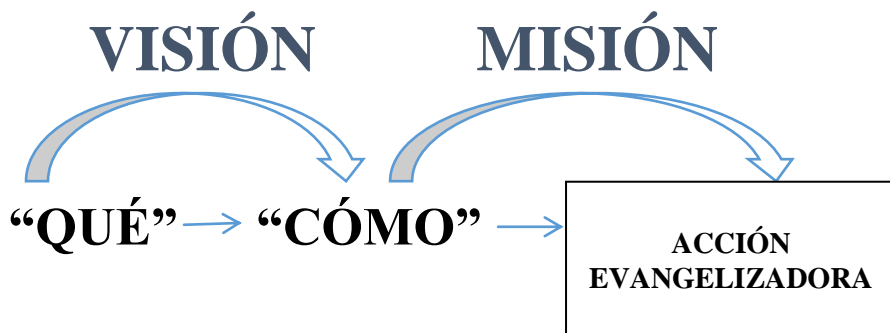 VISIÓN MISIÓN
“QUÉ” “CÓMO”
ACCIÓN
EVANGELIZADORA